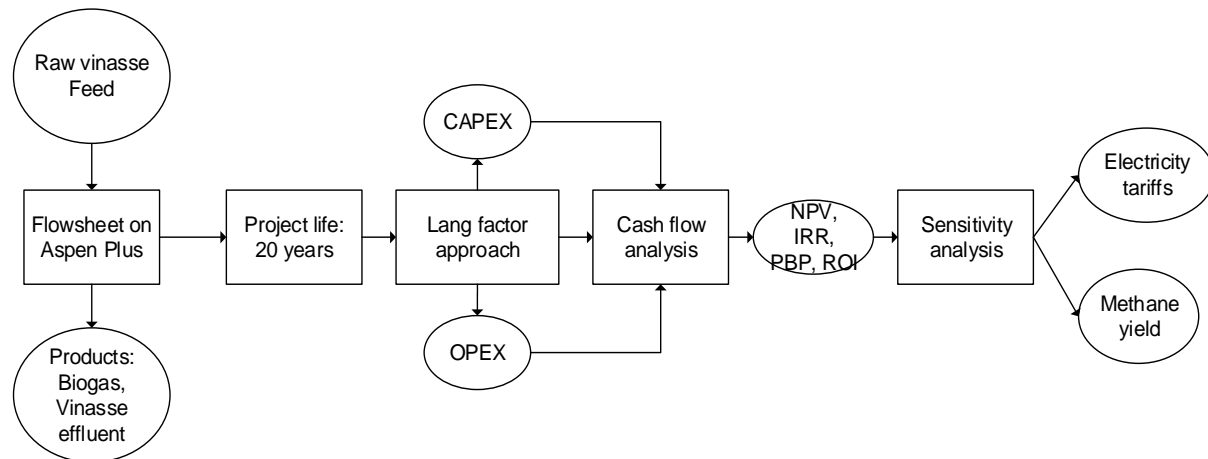 Raw vinasse
Feed
Flowsheet on
Aspen Plus
Products:
Biogas,
Vinasse
effluent
Project life:
20 years
CAPEX
Lang factor
approach
OPEX
Cash flow
analysis
NPV,
IRR,
PBP, ROI
Sensitivity
analysis
Electricity
tariffs
Methane
yield